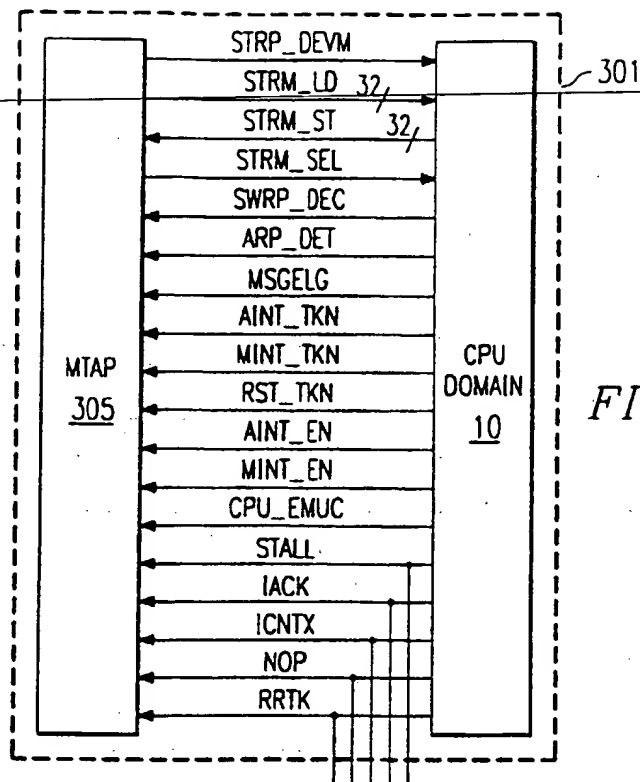 STRP_DEVM
301
STRM_LD 32
STRM_ST 32
STRM_SEL
SWRP_DEC
ARP_DET
MSGELG
AINT_TKN
MINT_TKN
MTAP
305
CPU
DOMAIN
10
FI
RST_TKN
AINT_EN
MINT_EN
CPU_EMUC
STALL
IACK
ICNTX
NOP
RRTK